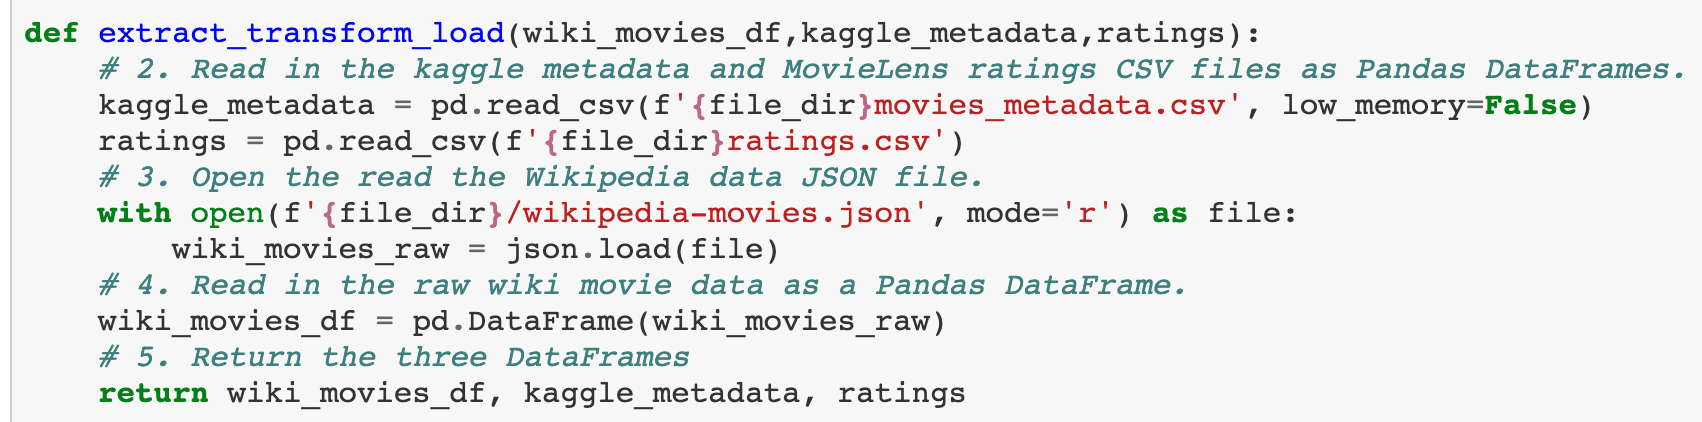 def extract_transform_load(wiki_movies_df,kaggle_metadata,ratings):
    # 2. Read in the kaggle metadata and MovieLens ratings CSV files as Pandas DataFrames.
    kaggle_metadata = pd.read_csv(f'{file_dir}movies_metadata.csv', low_memory=False)
    ratings = pd.read_csv(f'{file_dir}ratings.csv')
    # 3. Open the read the Wikipedia data JSON file.
    with open(f'{file_dir}/wikipedia-movies.json', mode='r') as file:
        wiki_movies_raw = json.load(file)
    # 4. Read in the raw wiki movie data as a Pandas DataFrame.
    wiki_movies_df = pd.DataFrame(wiki_movies_raw)
    # 5. Return the three DataFrames
    return wiki_movies_df, kaggle_metadata, ratings